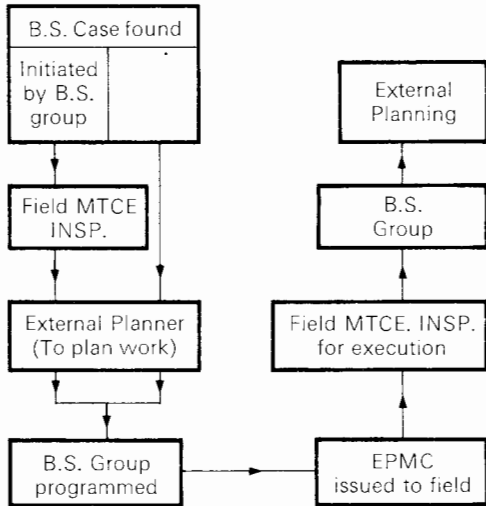 B.S. Case found
Initiated
by B.S.
group
Field MTCE
INSP.
External Planner
(To plan work)
B.S. Group
programmed
EPMC
issued to field
Field MTCE. INSP.
for execution
B.S.
Group
External
Planning